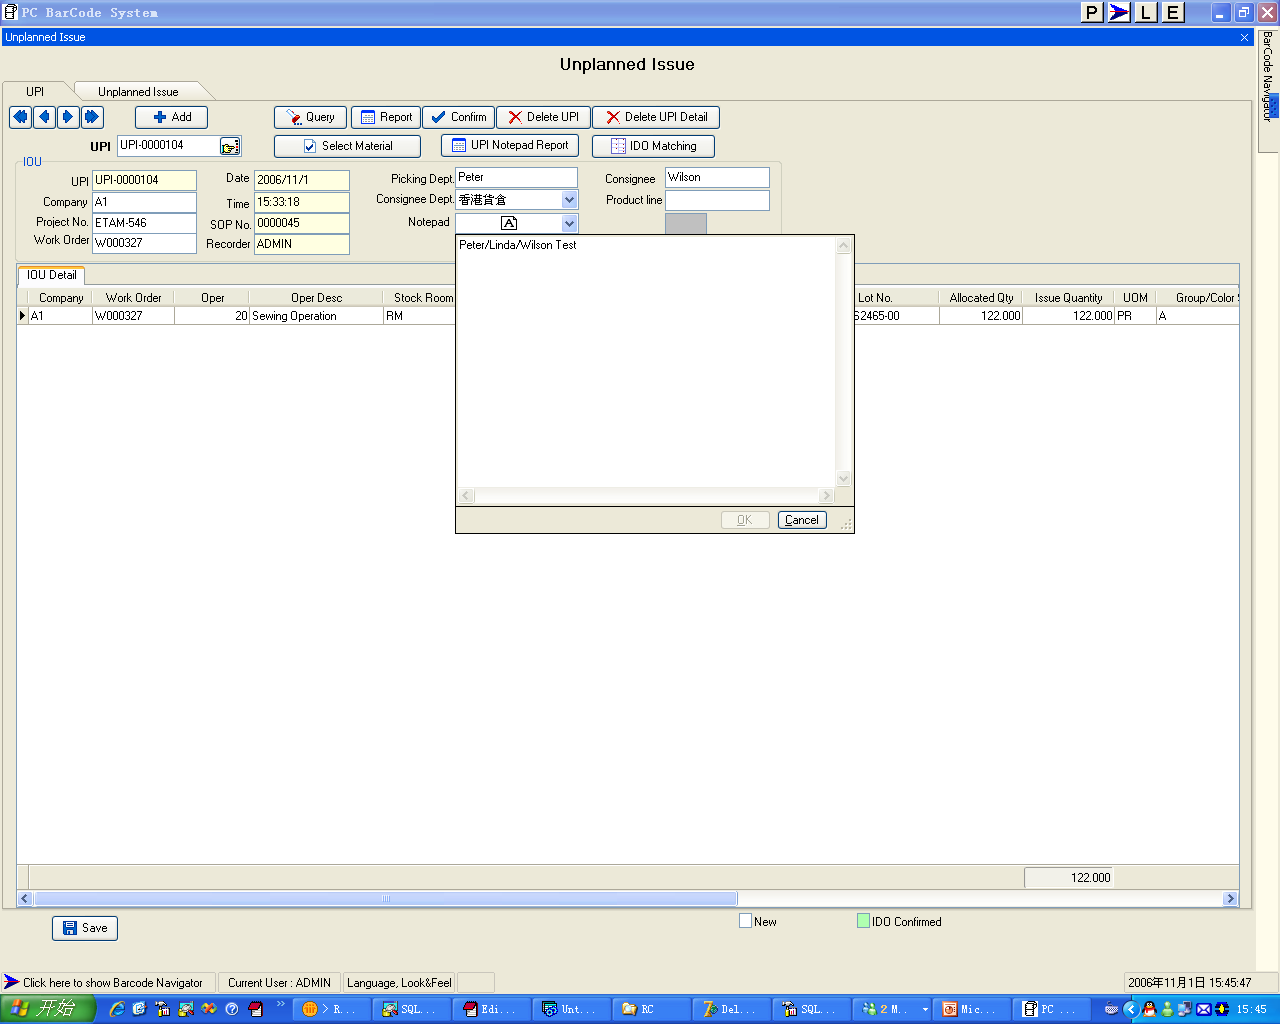 PC BarCode System
P L E
Unplanned Issue
Unplanned Issue
BarCode Navigator
UPI
Unplanned Issue
Add
Query
Report
Confirm
Delete UPI
Delete UPI Detail
UPI UPI-0000104
Select Material
UPI Notepad Report
IDO Matching
IOU
UPI UPI-0000104
Date 2006/11/1
Picking Dept. Peter
Consignee Wilson
Company A1
Time 15:33:18
Consignee Dept. 香港貨倉
Product line
Project No. ETAM-546
SOP No. 0000045
Notepad A
Work Order W000327
Recorder ADMIN
Peter/Linda/Wilson Test
OK
Cancel
IOU Detail
Company Work Order Oper Oper Desc Stock Room Lot No. Allocated Qty Issue Quantity UOM Group/Color
A1 W000327 20 Sewing Operation RM S2465-00 122.000 122.000 PR A
122.000
Save
New
IDO Confirmed
Click here to show Barcode Navigator
Current User : ADMIN
Language, Look&Feel
2006年11月1日 15:45:47
开始
R...
SQL...
Edi...
Unt...
RC
Del...
SQL...
2 M...
Mic...
PC ...
15:45